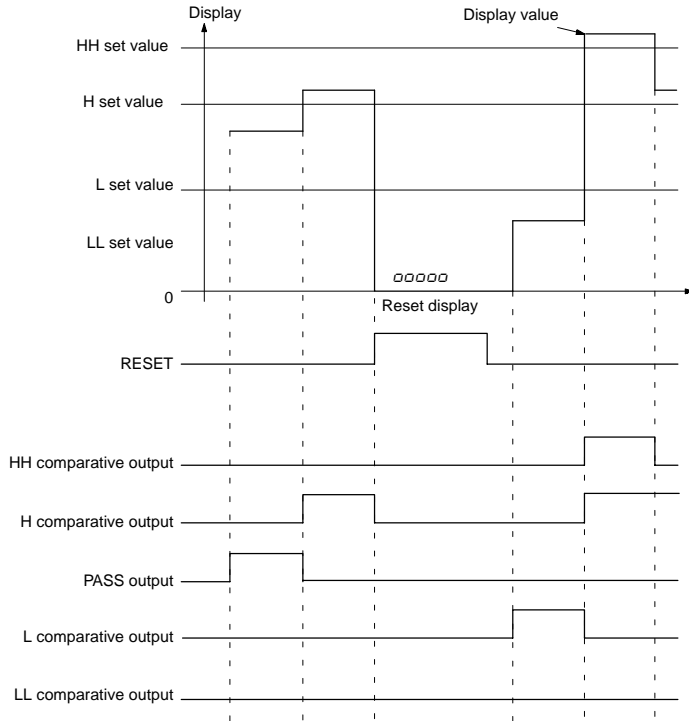 Display
Display value
HH set value
H set value
L set value
LL set value
00000
0
Reset display
RESET
HH comparative output
H comparative output
PASS output
L comparative output
LL comparative output